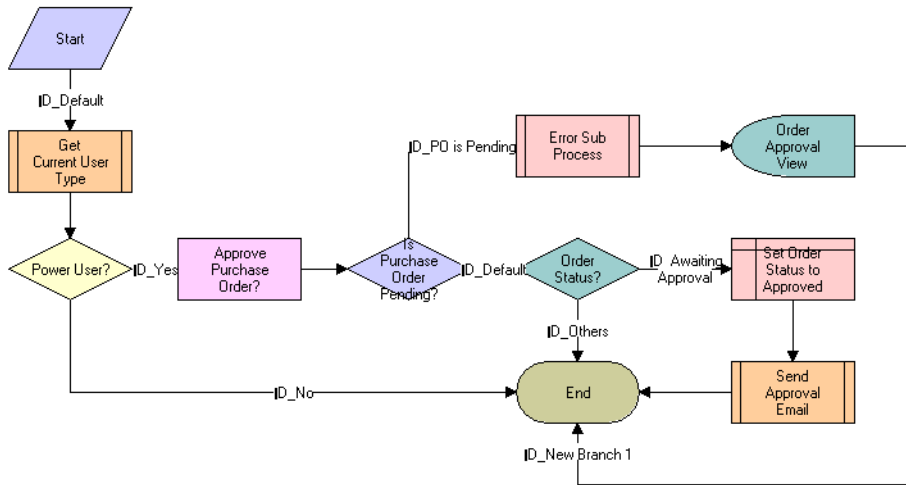 Start
ID_Default
Get
Current User
Type
Power User?
ID_Yes
Approve
Purchase
Order?
Is
Purchase
Order
Pending?
ID_PO is Pending
Error Sub
Process
Order
Approval
View
ID_Default
Order
Status?
ID_Awaiting
Approval
Set Order
Status to
Approved
ID_Others
ID_No
End
Send
Approval
Email
ID_New Branch 1